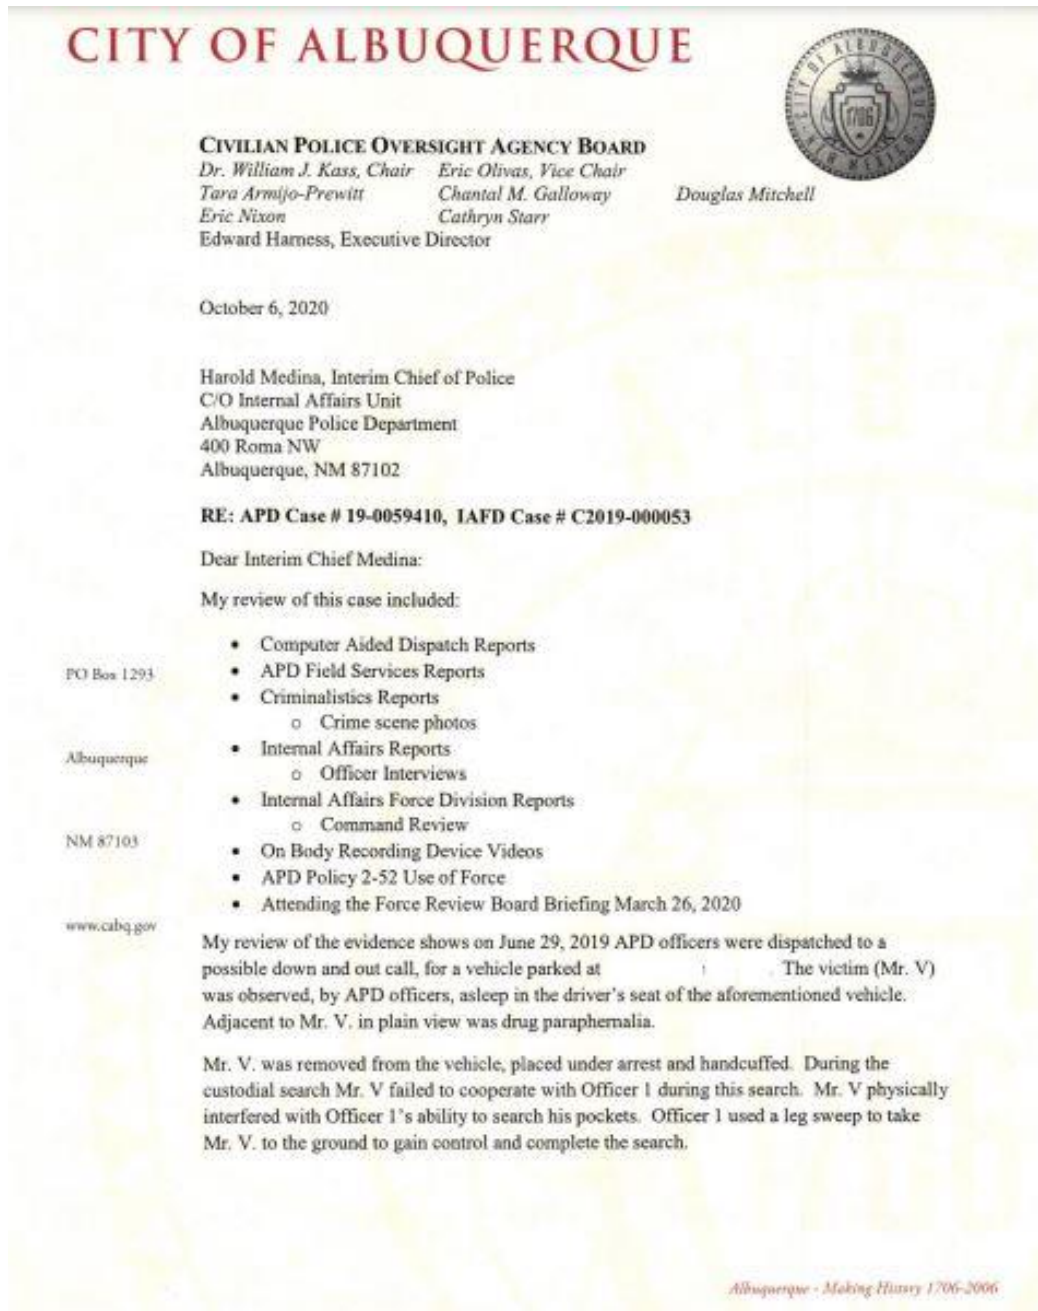 CITY OF ALBUQUERQUE
CITY OF ALBUQUERQUE
1706
NEW MEXICO
CIVILIAN POLICE OVERSIGHT AGENCY BOARD
Dr. William J. Kass, Chair Eric Olivas, Vice Chair
Tara Armijo-Prewitt Chantal M. Galloway Douglas Mitchell
Eric Nixon Cathryn Starr
Edward Harness, Executive Director
October 6, 2020
Harold Medina, Interim Chief of Police
C/O Internal Affairs Unit
Albuquerque Police Department
400 Roma NW
Albuquerque, NM 87102
RE: APD Case # 19-0059410, IAFD Case # C2019-000053
Dear Interim Chief Medina:
My review of this case included:
• Computer Aided Dispatch Reports
• APD Field Services Reports
• Criminalistics Reports
o Crime scene photos
• Internal Affairs Reports
o Officer Interviews
• Internal Affairs Force Division Reports
o Command Review
• On Body Recording Device Videos
• APD Policy 2-52 Use of Force
• Attending the Force Review Board Briefing March 26, 2020
PO Box 1293
Albuquerque
NM 87103
www.cabq.gov
My review of the evidence shows on June 29, 2019 APD officers were dispatched to a
possible down and out call, for a vehicle parked at The victim (Mr. V)
was observed, by APD officers, asleep in the driver's seat of the aforementioned vehicle.
Adjacent to Mr. V. in plain view was drug paraphernalia.
Mr. V. was removed from the vehicle, placed under arrest and handcuffed. During the
custodial search Mr. V failed to cooperate with Officer 1 during this search. Mr. V physically
interfered with Officer 1's ability to search his pockets. Officer 1 used a leg sweep to take
Mr. V. to the ground to gain control and complete the search.
Albuquerque - Making History 1706-2006